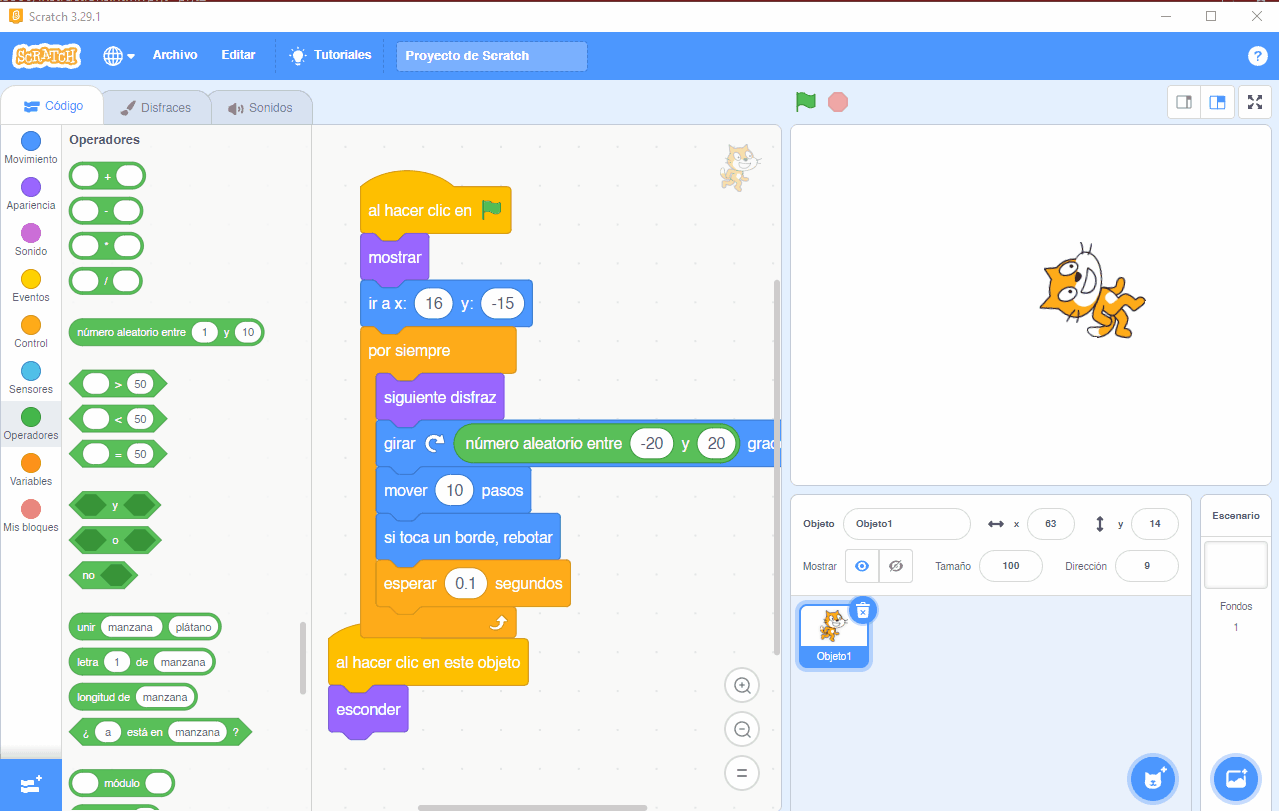 Scratch 3.29.1
SCRATCH Archivo Editar Tutoriales Proyecto de Scratch ?
Código Disfraces Sonidos
Movimiento
Apariencia
Sonido
Eventos
Control
Sensores
Operadores
Variables
Mis bloques
Operadores
+
-
*
/
número aleatorio entre 1 y 10
> 50
< 50
= 50
y
o
no
unir manzana plátano
letra 1 de manzana
longitud de manzana
¿ a está en manzana ?
módulo
al hacer clic en
mostrar
ir a x: 16 y: -15
por siempre
siguiente disfraz
girar número aleatorio entre -20 y 20 grad
mover 10 pasos
si toca un borde, rebotar
esperar 0.1 segundos
al hacer clic en este objeto
esconder
Objeto Objeto1 x 63 y 14
Mostrar Tamaño 100 Dirección 9
Objeto1
Escenario
Fondos
1